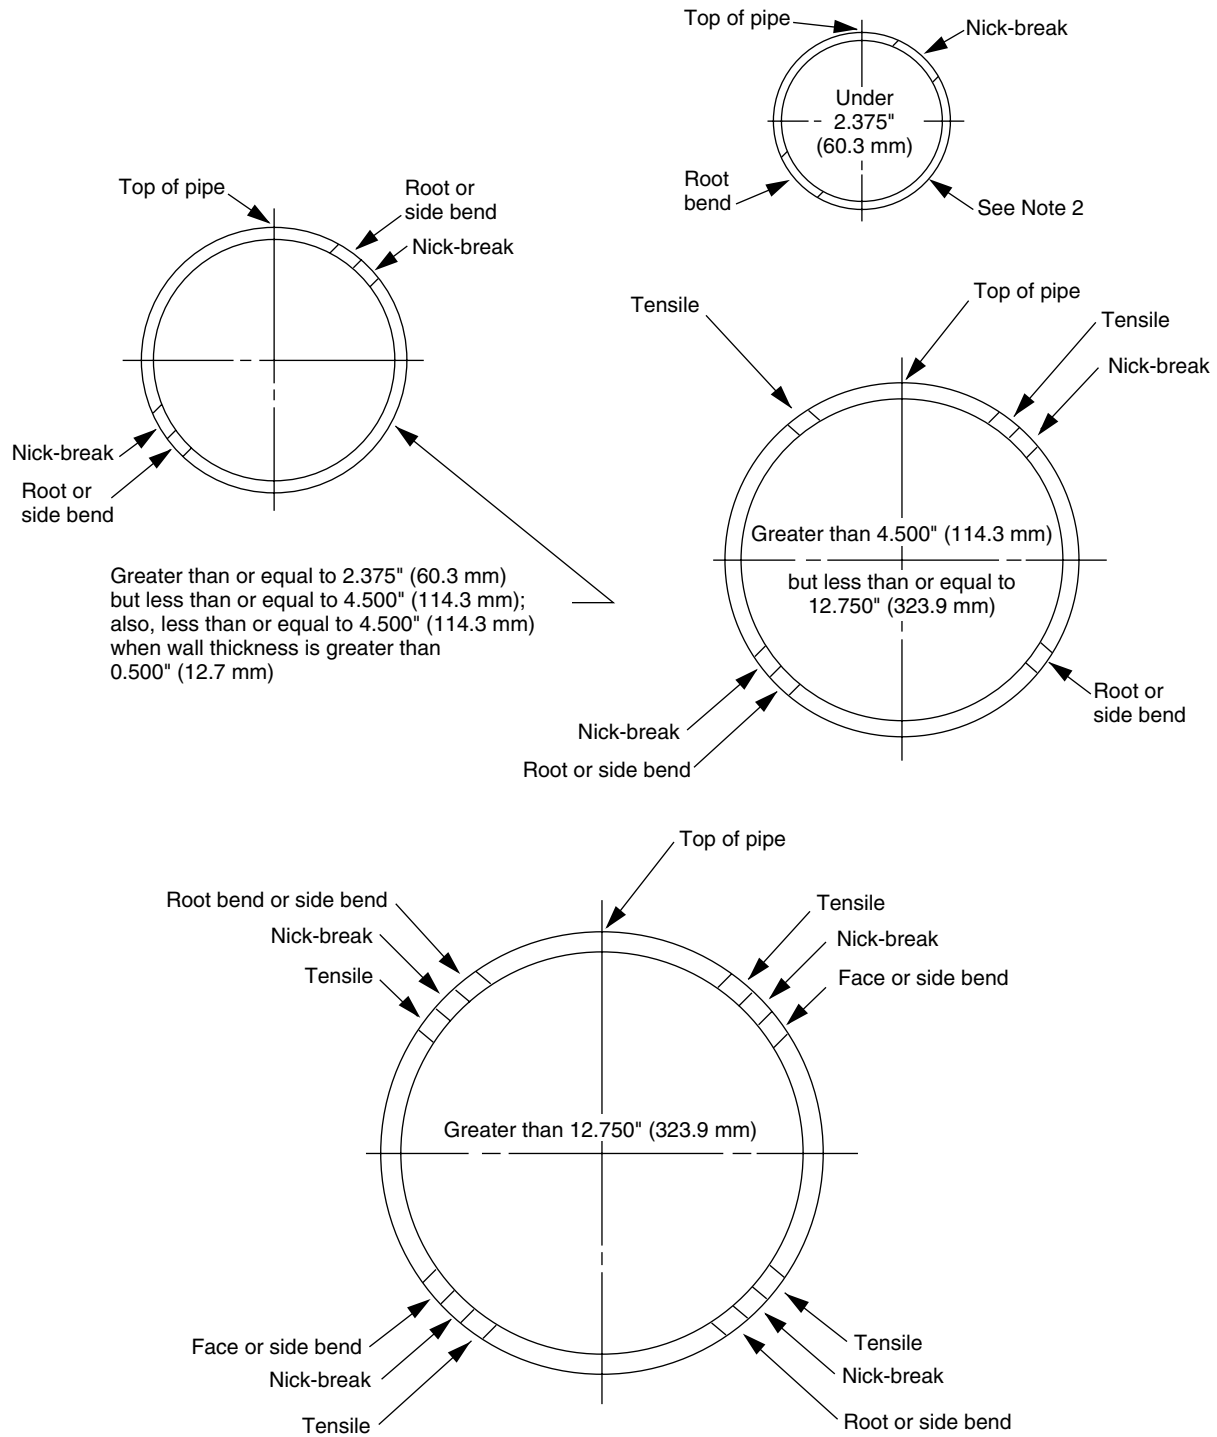 Top of pipe
Nick-break
Under
2.375"
(60.3 mm)
Root
bend
See Note 2
Top of pipe
Root or
side bend
Nick-break
Nick-break
Root or
side bend
Greater than or equal to 2.375" (60.3 mm)
but less than or equal to 4.500" (114.3 mm);
also, less than or equal to 4.500" (114.3 mm)
when wall thickness is greater than
0.500" (12.7 mm)
Tensile
Top of pipe
Tensile
Nick-break
Greater than 4.500" (114.3 mm)
but less than or equal to
12.750" (323.9 mm)
Root or
side bend
Nick-break
Root or side bend
Top of pipe
Root bend or side bend
Nick-break
Tensile
Tensile
Nick-break
Face or side bend
Greater than 12.750" (323.9 mm)
Face or side bend
Nick-break
Tensile
Tensile
Nick-break
Root or side bend